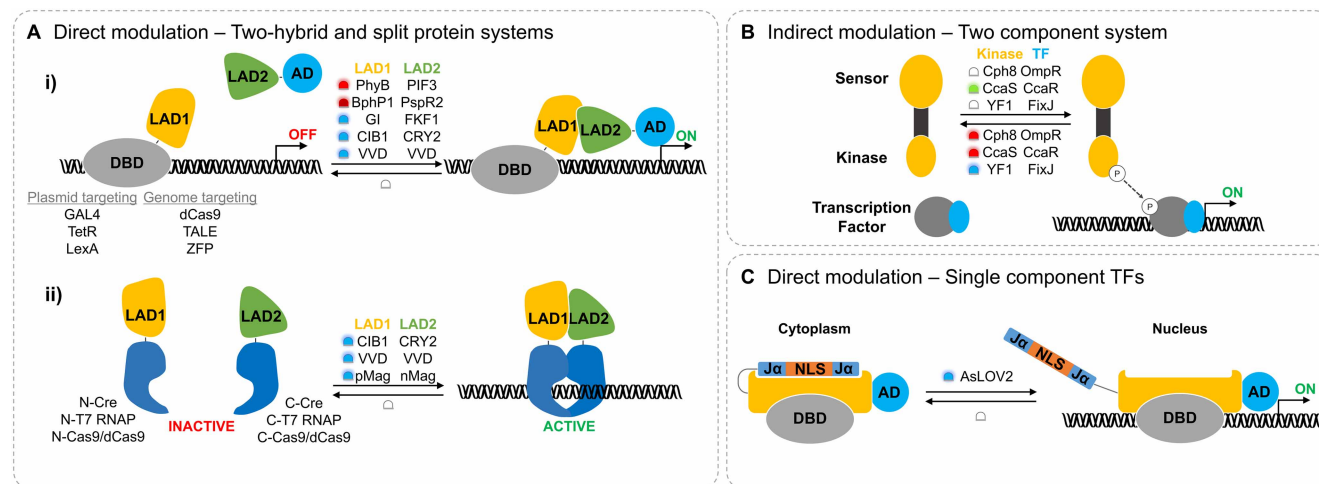 A Direct modulation – Two-hybrid and split protein systems
i)
LAD2 AD
LAD1
OFF
DBD
Plasmid targeting Genome targeting
GAL4 dCas9
TetR TALE
LexA ZFP
LAD1 LAD2
PhyB PIF3
BphP1 PspR2
GI FKF1
CIB1 CRY2
VVD VVD
LAD1 LAD2 AD
ON
DBD
ii)
LAD1 LAD2
N-Cre C-Cre
N-T7 RNAP C-T7 RNAP
N-Cas9/dCas9 INACTIVE C-Cas9/dCas9
LAD1 LAD2
CIB1 CRY2
VVD VVD
pMag nMag
LAD1 LAD2
ACTIVE
B Indirect modulation – Two component system
Kinase TF
Cph8 OmpR
CcaS CcaR
YF1 FixJ
Cph8 OmpR
CcaS CcaR
YF1 FixJ
Sensor
Kinase
Transcription
Factor
P
P
ON
C Direct modulation – Single component TFs
Cytoplasm Nucleus
Jα NLS Jα
AD
DBD
AsLOV2
Jα NLS Jα
AD
ON
DBD